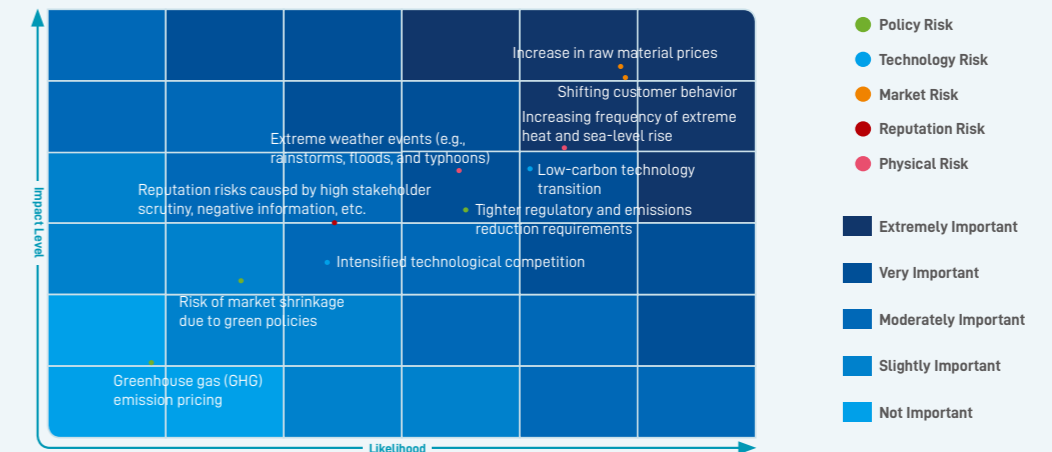 Impact Level
Increase in raw material prices
Shifting customer behavior
Increasing frequency of extreme
heat and sea-level rise
Extreme weather events (e.g.,
rainstorms, floods, and typhoons)
Low-carbon technology
transition
Reputation risks caused by high stakeholder
scrutiny, negative information, etc.
Tighter regulatory and emissions
reduction requirements
Intensified technological competition
Risk of market shrinkage
due to green policies
Greenhouse gas (GHG)
emission pricing
Likelihood
Policy Risk
Technology Risk
Market Risk
Reputation Risk
Physical Risk
Extremely Important
Very Important
Moderately Important
Slightly Important
Not Important